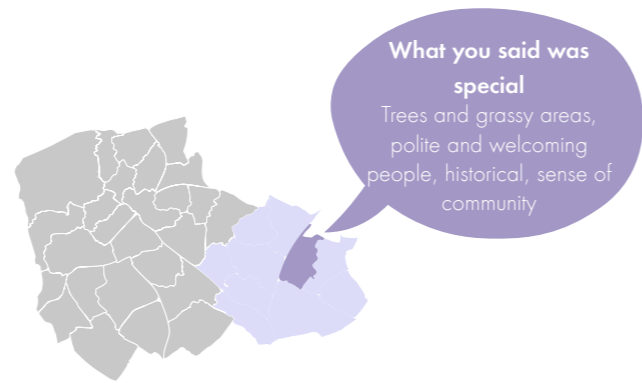 What you said was
special
Trees and grassy areas,
polite and welcoming
people, historical, sense of
community